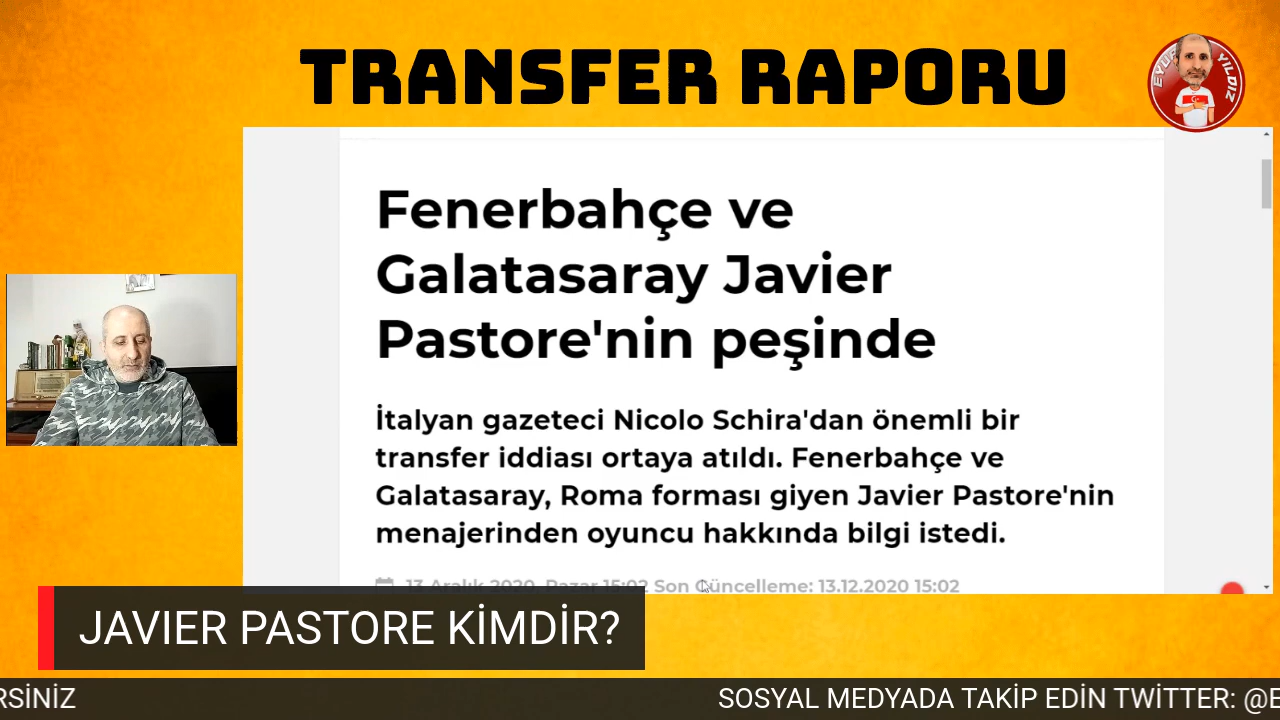 TRANSFER RAPORU
EYÜP YILDIZ
Fenerbahçe ve
Galatasaray Javier
Pastore'nin peşinde
İtalyan gazeteci Nicolo Schira'dan önemli bir
transfer iddiası ortaya atıldı. Fenerbahçe ve
Galatasaray, Roma forması giyen Javier Pastore'nin
menajerinden oyuncu hakkında bilgi istedi.
13 Aralık 2020, Pazar 15:02 Son Güncelleme: 13.12.2020 15:02
JAVIER PASTORE KİMDİR?
RSİNİZ
SOSYAL MEDYADA TAKİP EDİN TWİTTER: @E